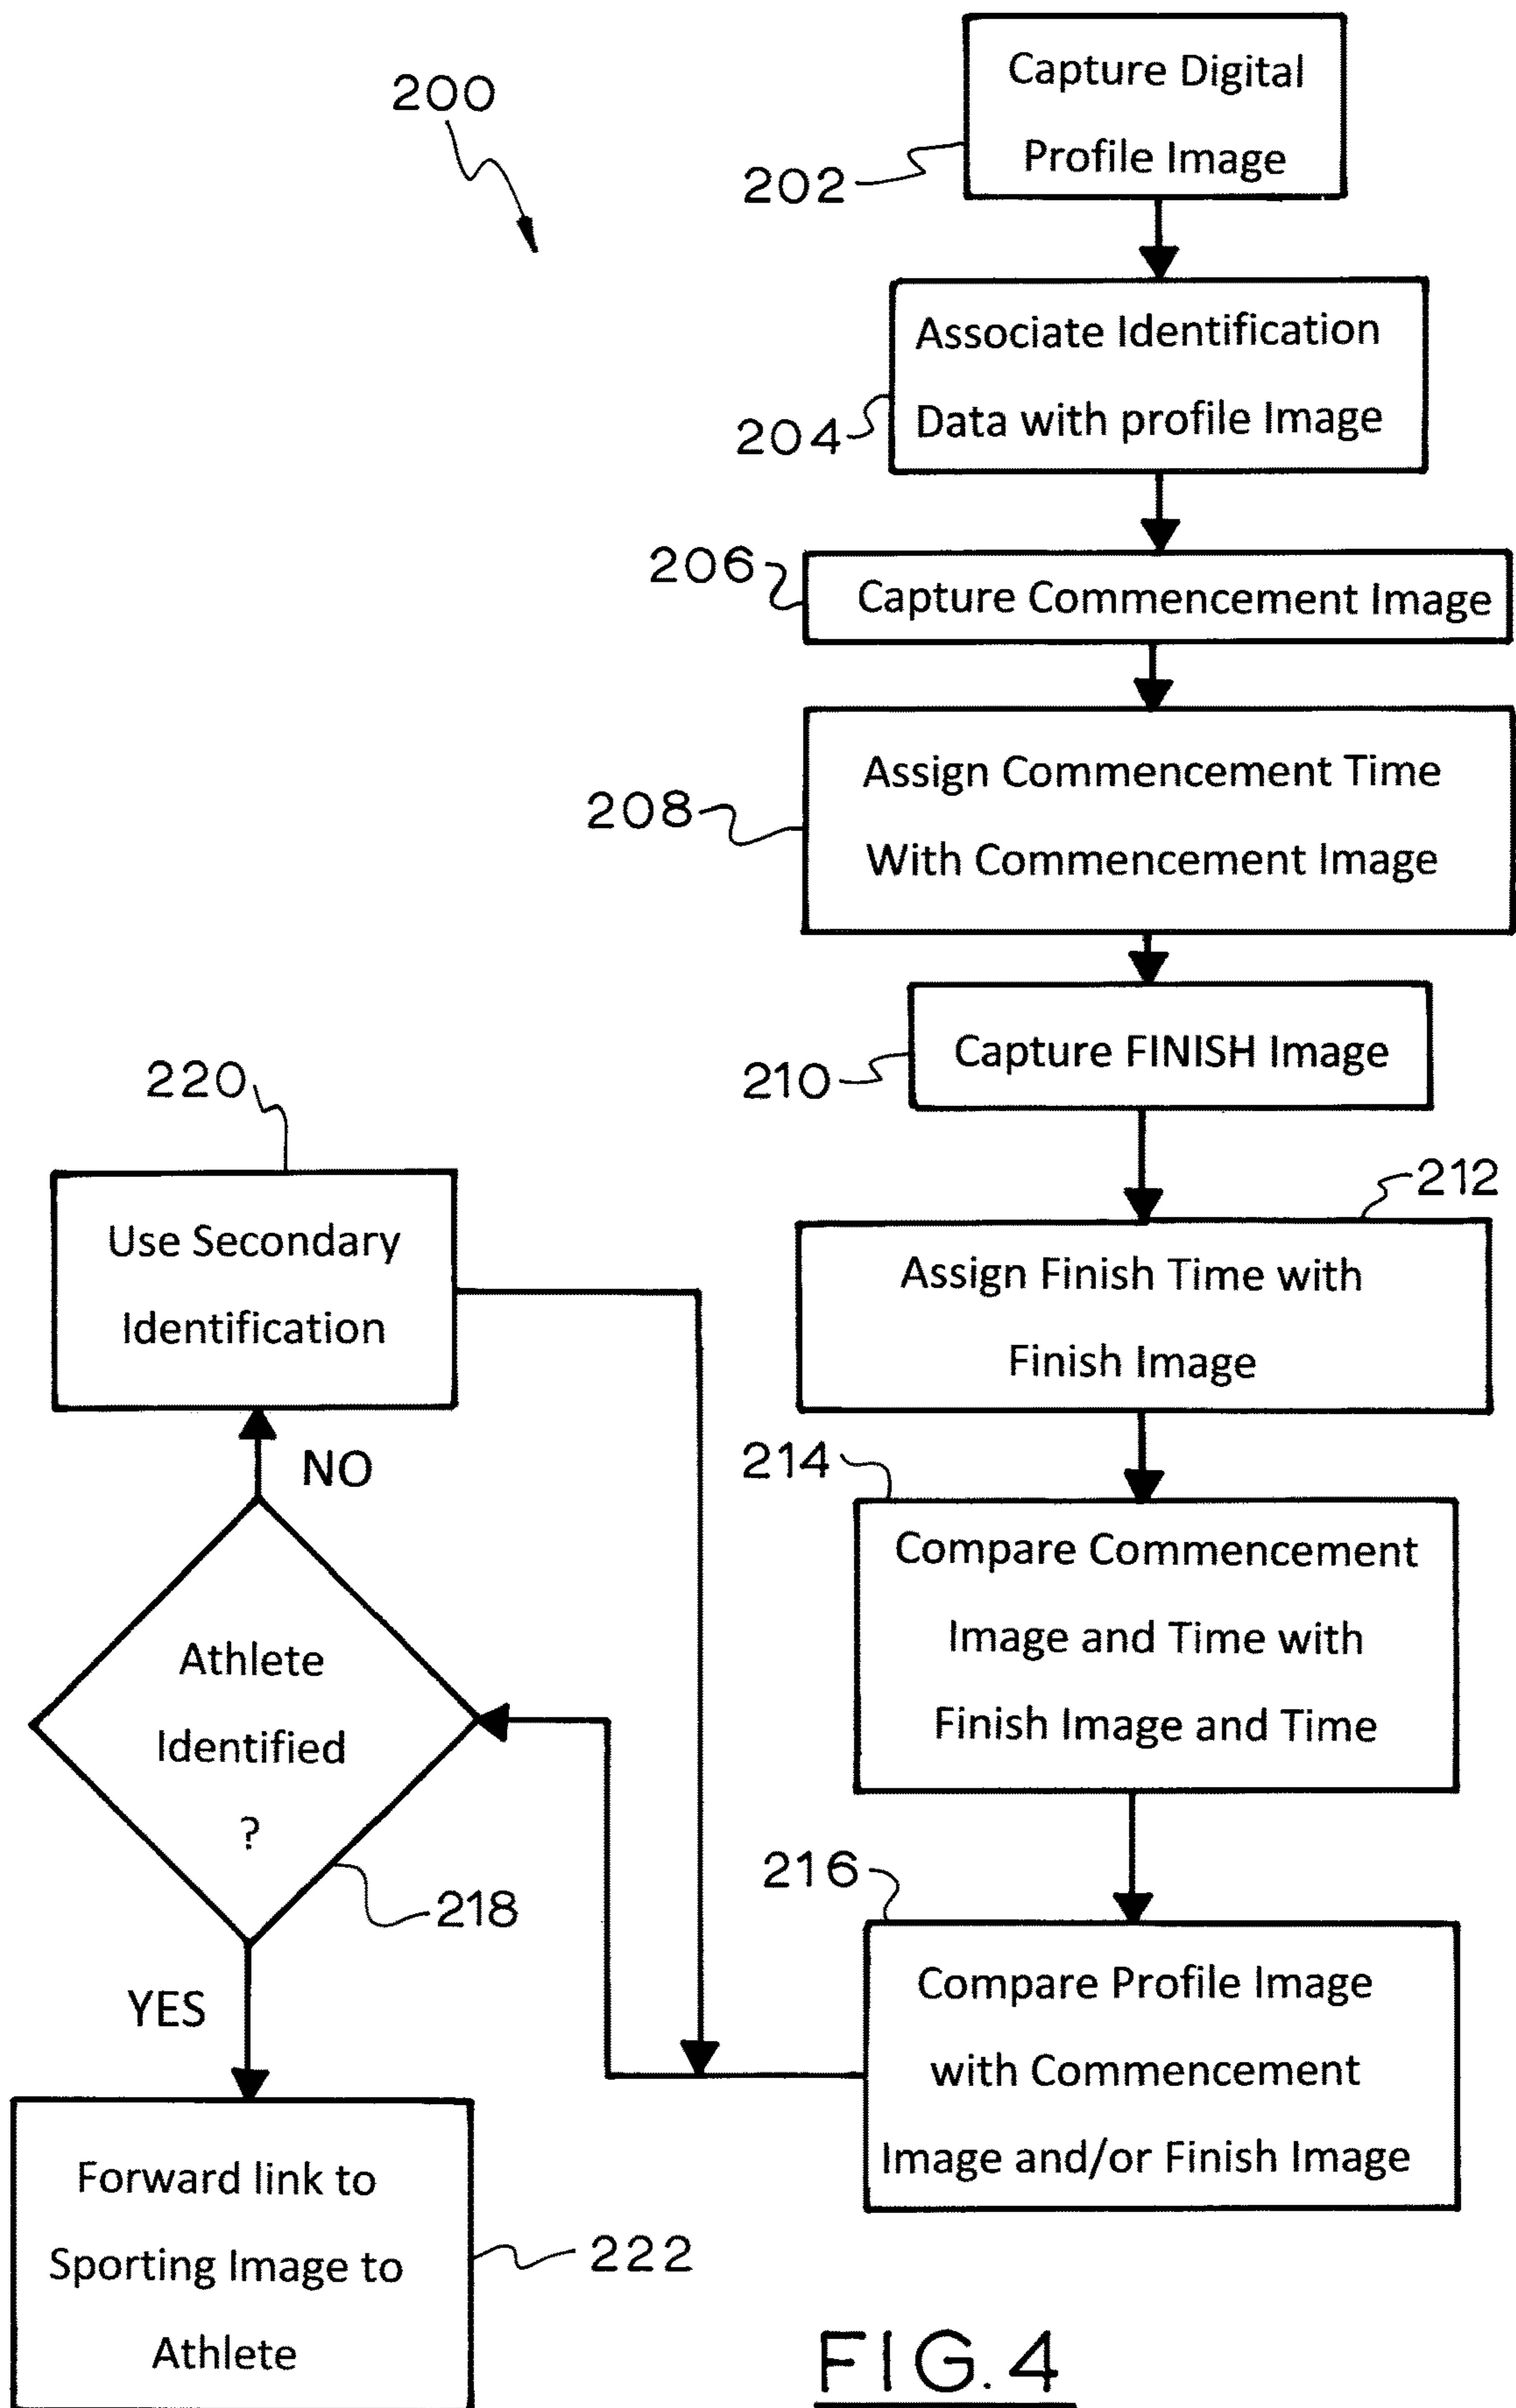 200
Capture Digital
Profile Image
202
Associate Identification
Data with profile Image
204
206
Capture Commencement Image
Assign Commencement Time
With Commencement Image
208
Capture FINISH Image
210
212
Assign Finish Time with
Finish Image
214
Compare Commencement
Image and Time with
Finish Image and Time
216
Compare Profile Image
with Commencement
Image and/or Finish Image
220
Use Secondary
Identification
NO
Athlete
Identified
?
218
YES
Forward link to
Sporting Image to
Athlete
222
FIG.4